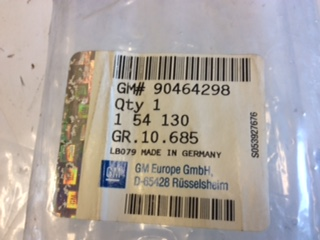 GM# 90464298
Qty 1
1 54 130
GR.10.685
LB079 MADE IN GERMANY
GM
GM Europe GmbH,
D-65428 Rüsselsheim
S053927676